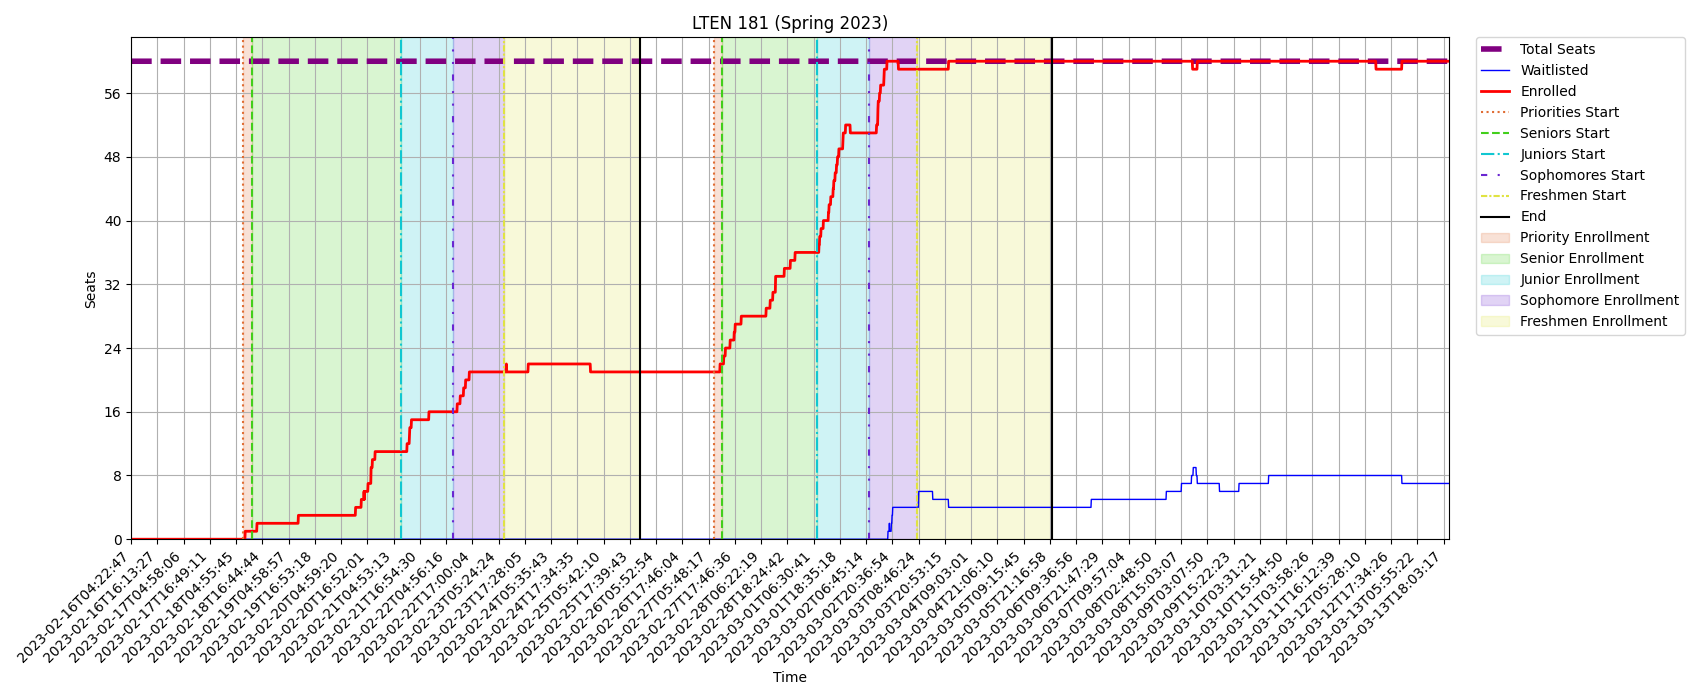 LTEN 181 (Spring 2023)
Total Seats
Waitlisted
Enrolled
Priorities Start
Seniors Start
Juniors Start
Sophomores Start
Freshmen Start
End
Priority Enrollment
Senior Enrollment
Junior Enrollment
Sophomore Enrollment
Freshmen Enrollment
Seats
56
48
40
32
24
16
8
0
2023-02-16T04:22:47
2023-02-16T16:13:27
2023-02-17T04:58:06
2023-02-17T16:49:11
2023-02-18T04:55:45
2023-02-18T16:44:44
2023-02-19T04:58:57
2023-02-19T16:53:18
2023-02-20T04:59:20
2023-02-20T16:52:01
2023-02-21T04:53:13
2023-02-21T16:54:30
2023-02-22T04:56:16
2023-02-22T17:00:04
2023-02-23T05:24:24
2023-02-23T17:28:05
2023-02-24T05:35:43
2023-02-24T17:34:35
2023-02-25T05:42:10
2023-02-25T17:39:43
2023-02-26T05:52:54
2023-02-26T17:46:04
2023-02-27T05:48:17
2023-02-27T17:46:36
2023-02-28T06:22:19
2023-02-28T18:24:42
2023-03-01T06:30:41
2023-03-01T18:35:18
2023-03-02T06:45:14
2023-03-02T20:36:54
2023-03-03T08:46:24
2023-03-03T20:53:15
2023-03-04T09:03:01
2023-03-04T21:06:10
2023-03-05T09:15:45
2023-03-05T21:16:58
2023-03-06T09:36:56
2023-03-06T21:47:29
2023-03-07T09:57:04
2023-03-08T02:48:50
2023-03-08T15:03:07
2023-03-09T03:07:50
2023-03-09T15:22:23
2023-03-10T03:31:21
2023-03-10T15:54:50
2023-03-11T03:58:26
2023-03-11T16:12:39
2023-03-12T05:28:10
2023-03-12T17:34:26
2023-03-13T05:55:22
2023-03-13T18:03:17
Time